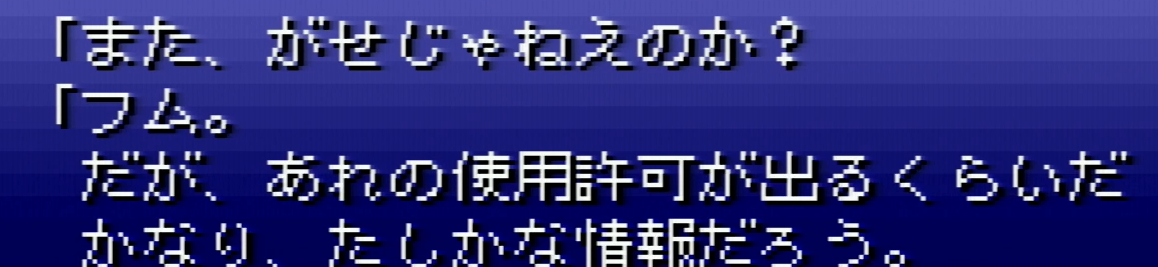 「また、がせじゃねえのか？
「フム。
だが、あれの使用許可が出るくらいだ
かなり、たしかな情報だろう。